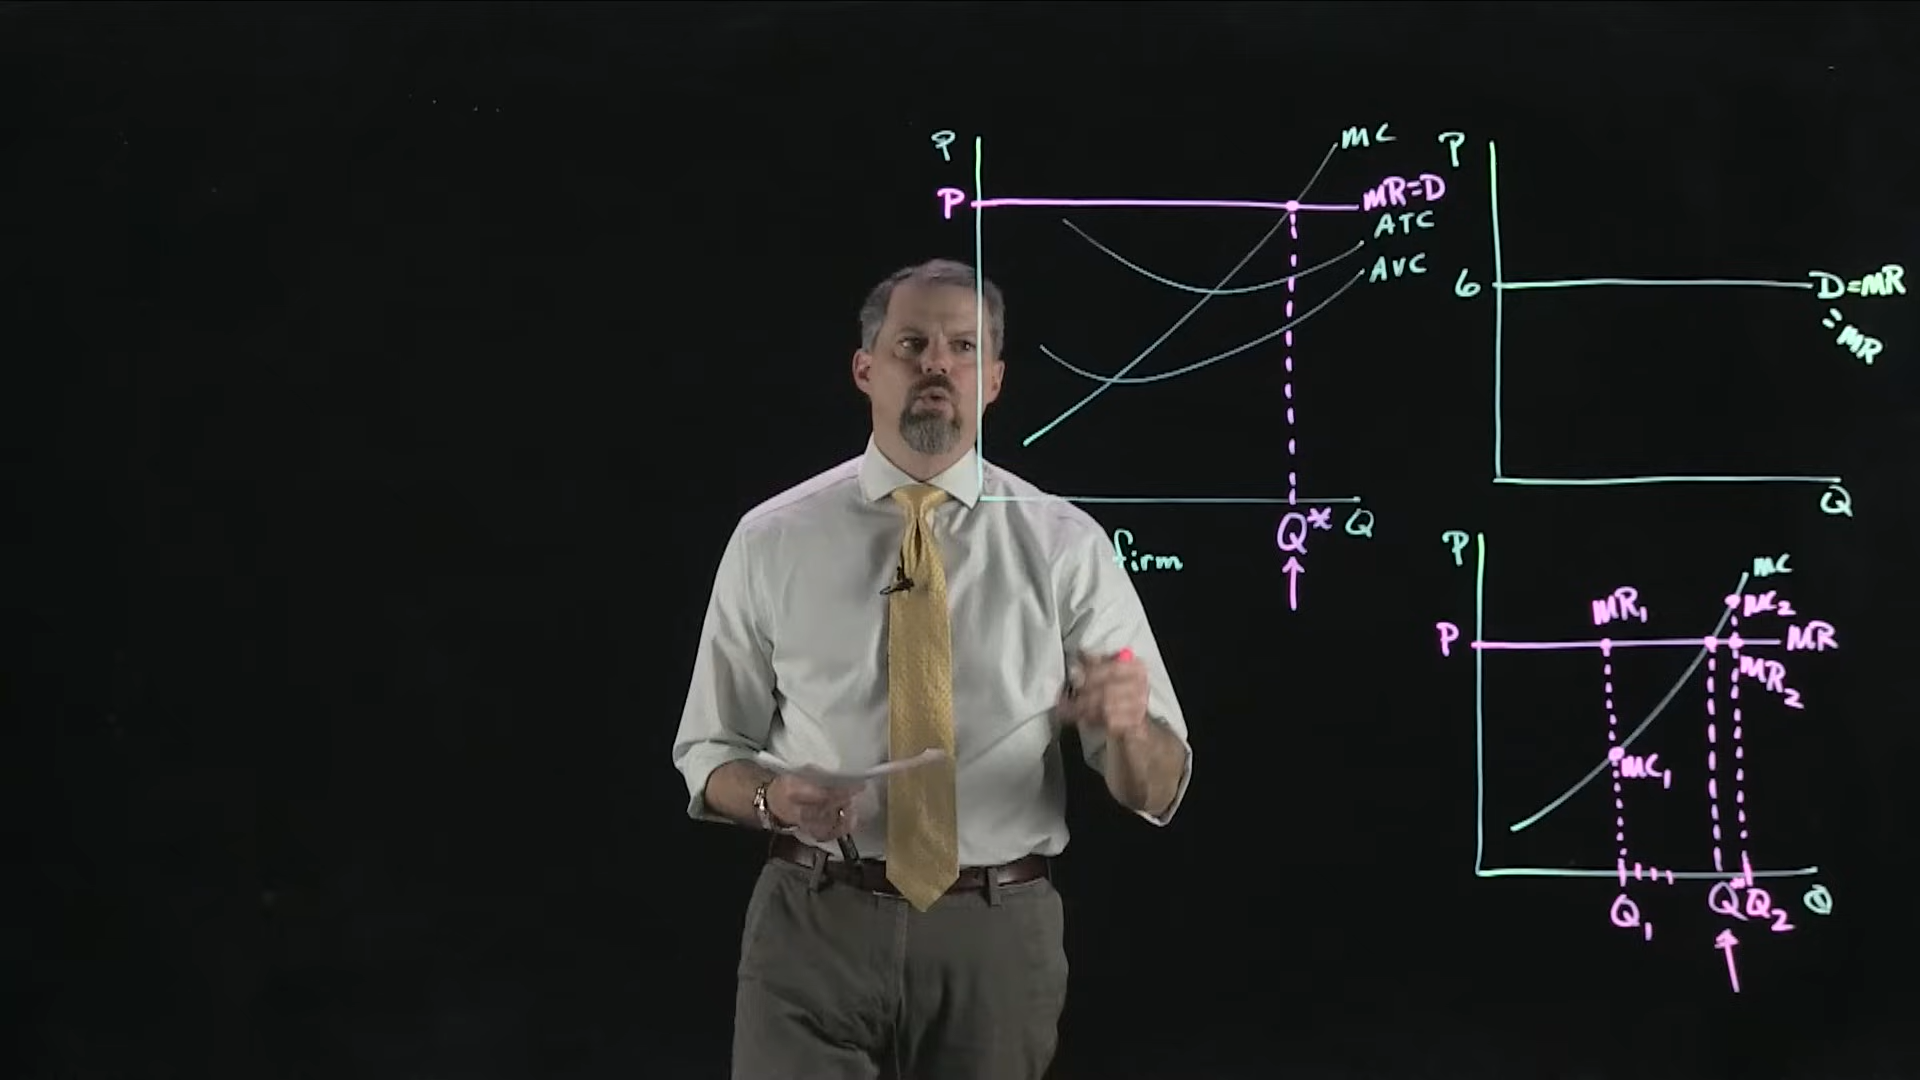 P
MC
P
MR=D
ATC
AVC
Q* Q
firm
P
6
D=MR
=MR
Q
P
MC
MR₁
MC₂
P
MR
MR₂
MC₁
Q₁
Q*
Q₂
Q